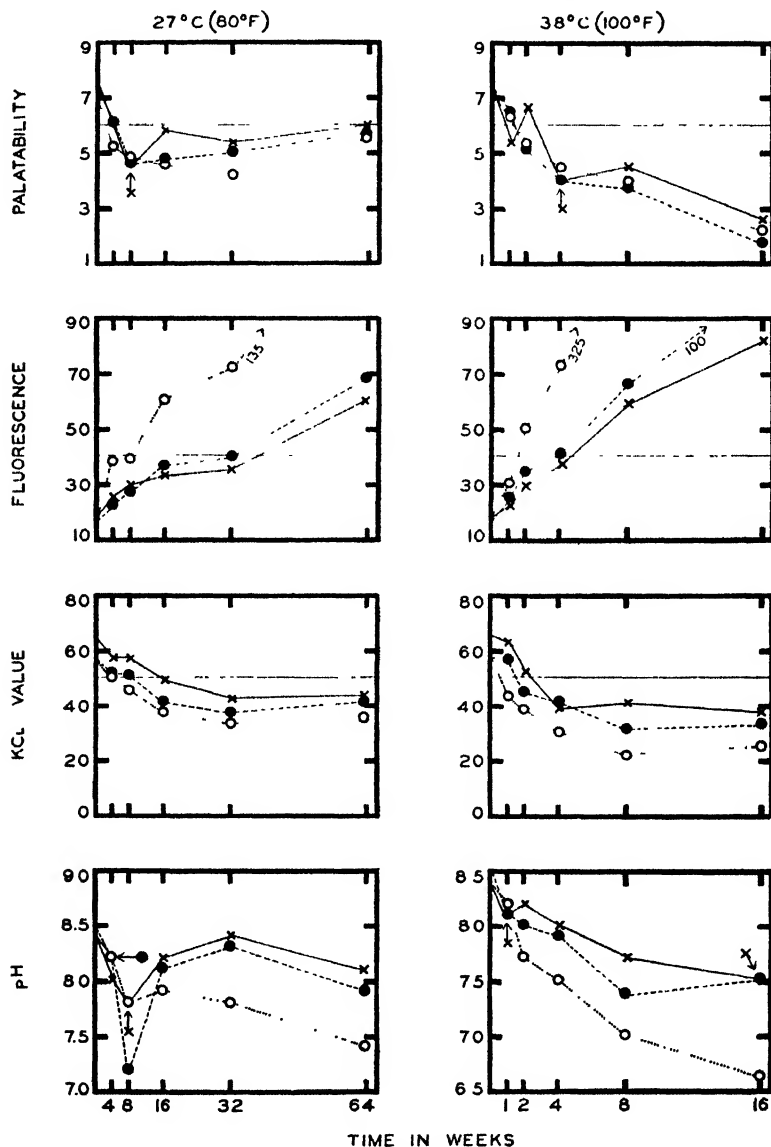 27°C (80°F) 38°C (100°F)
PALATABILITY
9 9
7 7
5 5
3 3
1 1
FLUORESCENCE
90 90
135 325 100
70 70
50 50
30 30
10 10
KCL VALUE
80 80
60 60
40 40
20 20
0 0
pH
9.0 8.5
8.5 8.0
8.0 7.5
7.5 7.0
7.0 6.5
4 8 16 32 64 1 2 4 8 16
TIME IN WEEKS